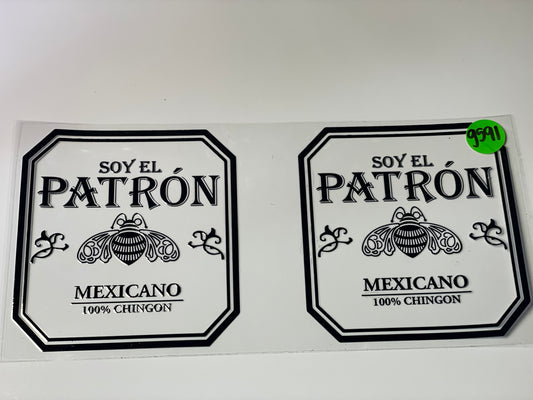 SOY EL
PATRÓN
MEXICANO
100% CHINGON
SOY EL
PATRÓN
MEXICANO
100% CHINGON
9591